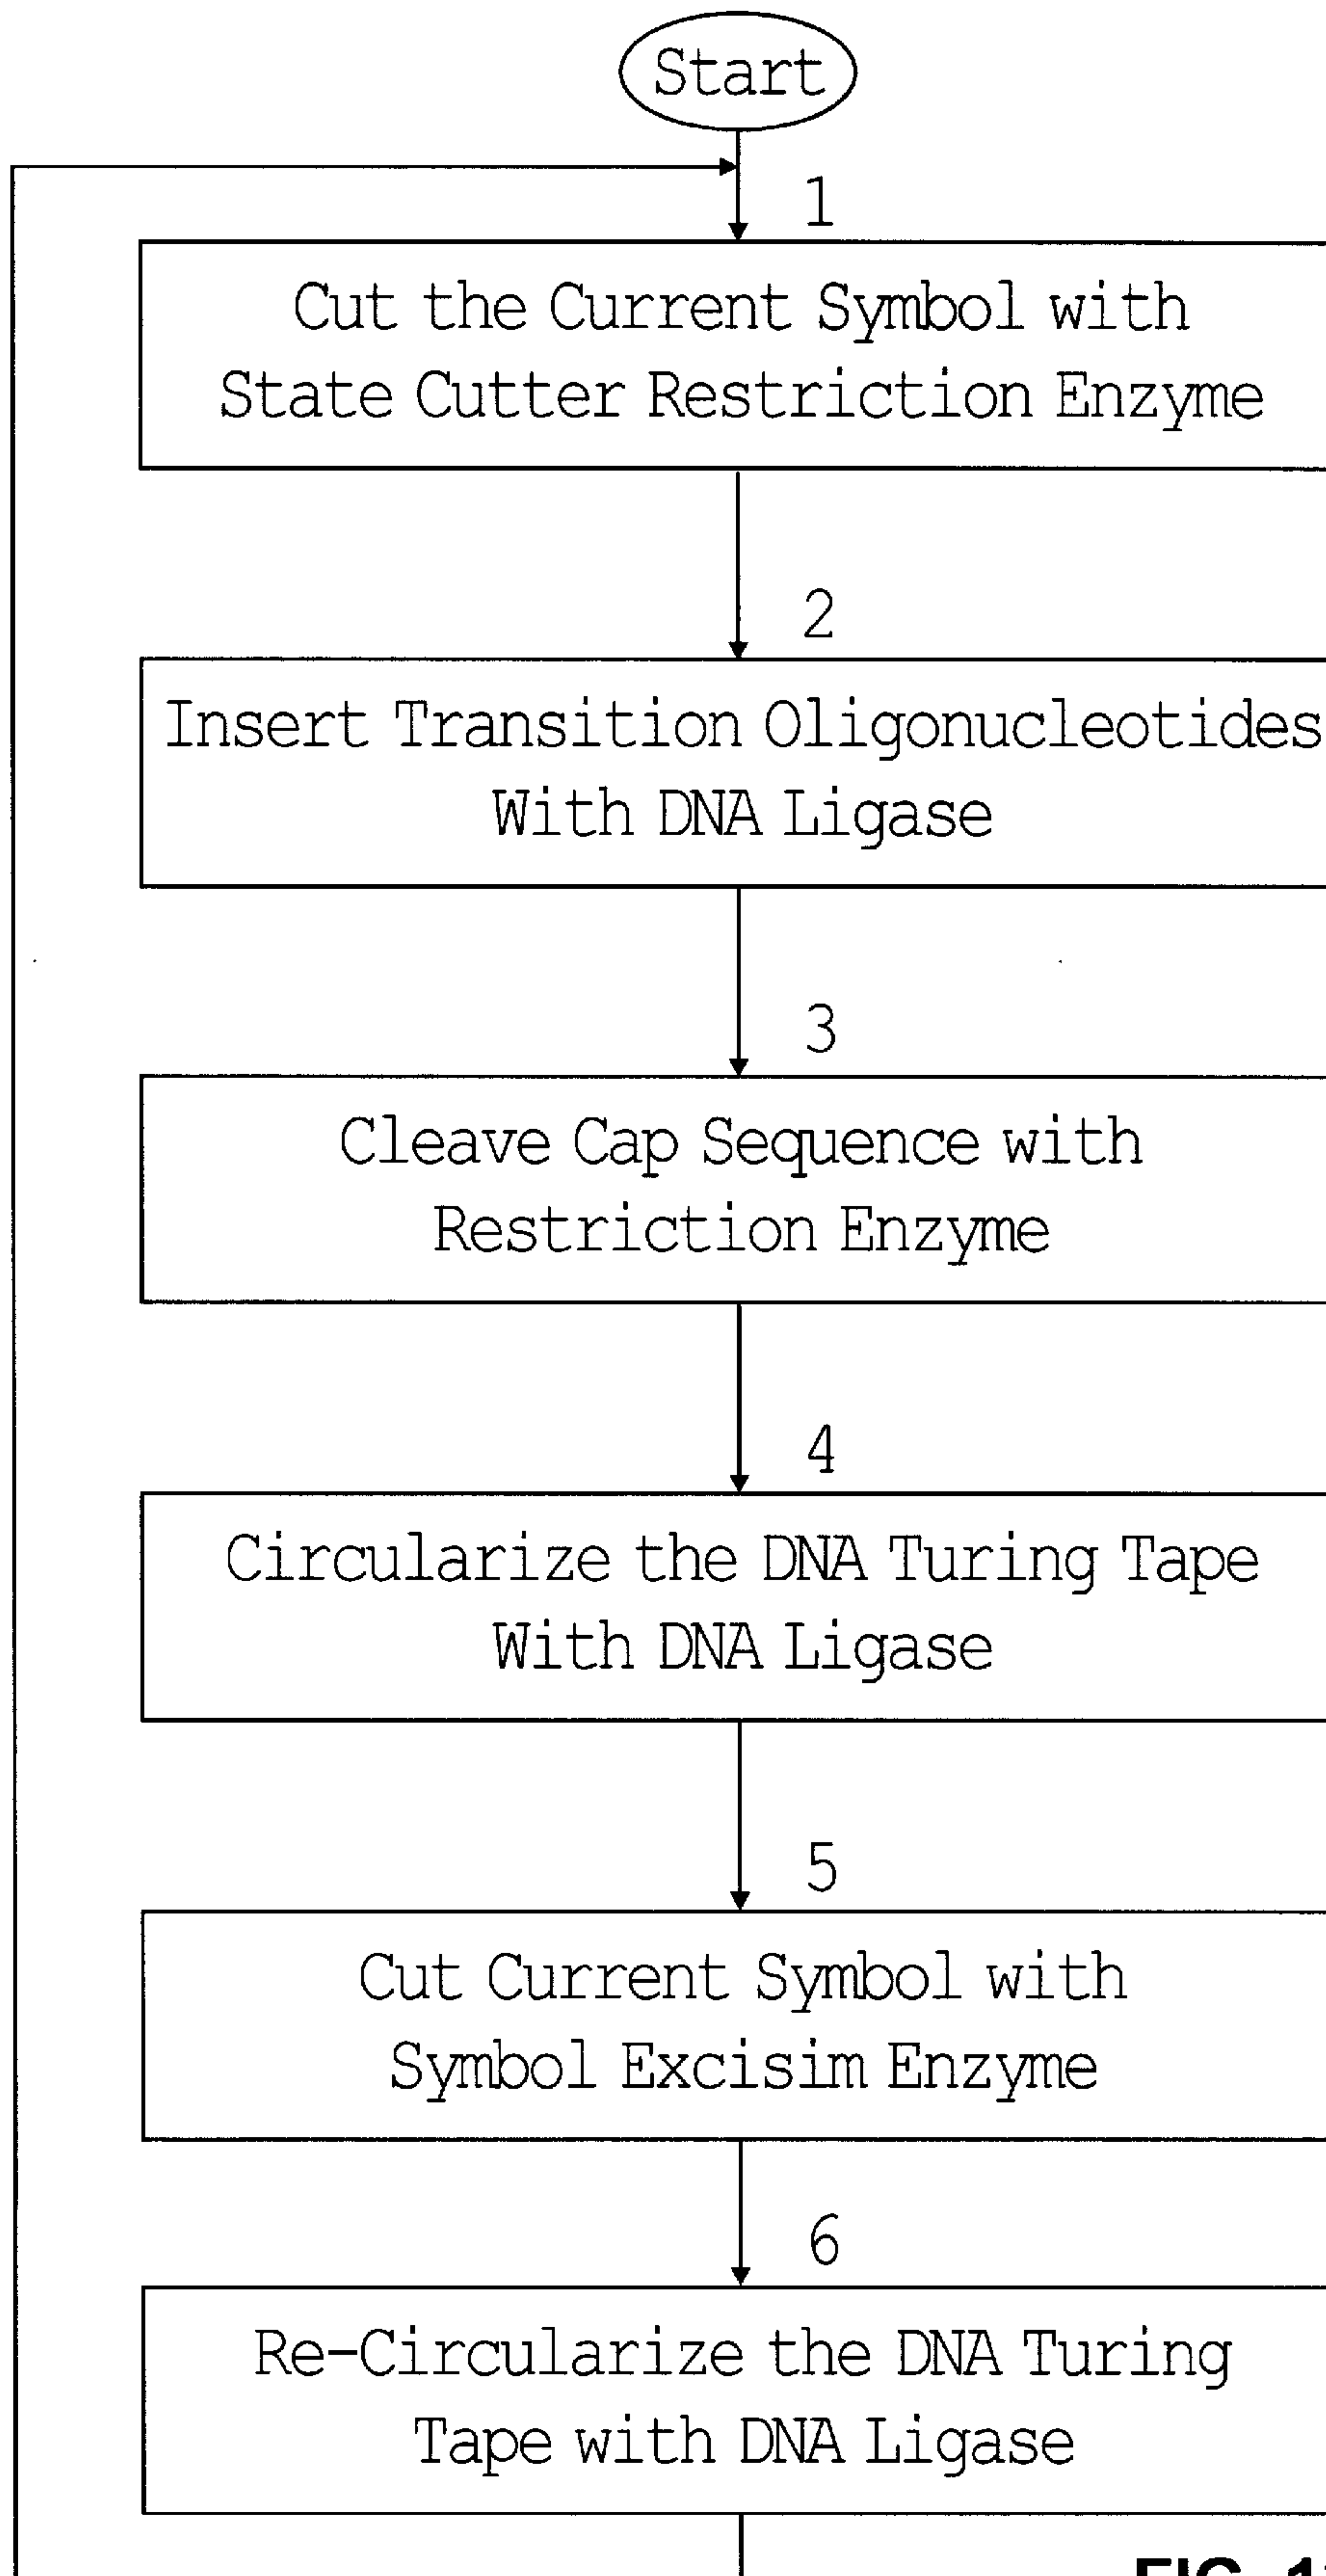 Start
1
Cut the Current Symbol with
State Cutter Restriction Enzyme
2
Insert Transition Oligonucleotides
With DNA Ligase
3
Cleave Cap Sequence with
Restriction Enzyme
4
Circularize the DNA Turing Tape
With DNA Ligase
5
Cut Current Symbol with
Symbol Excisim Enzyme
6
Re-Circularize the DNA Turing
Tape with DNA Ligase
FIG.